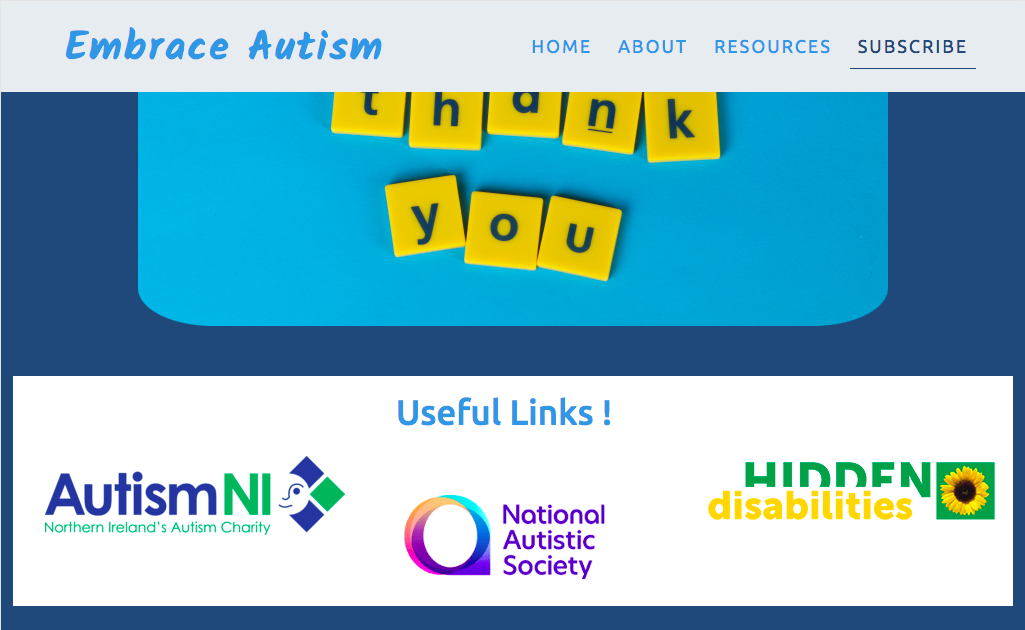 Embrace Autism
HOME ABOUT RESOURCES SUBSCRIBE
thank
you
Useful Links !
AutismNI
Northern Ireland's Autism Charity
National
Autistic
Society
HIDDEN
disabilities